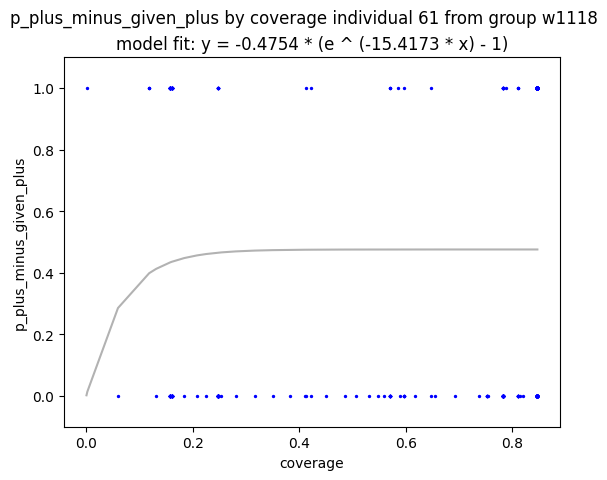 p_plus_minus_given_plus by coverage individual 61 from group w1118
model fit: y = -0.4754 * (e ^ (-15.4173 * x) - 1)
1.0
0.8
0.6
0.4
0.2
0.0
p_plus_minus_given_plus
0.0 0.2 0.4 0.6 0.8
coverage